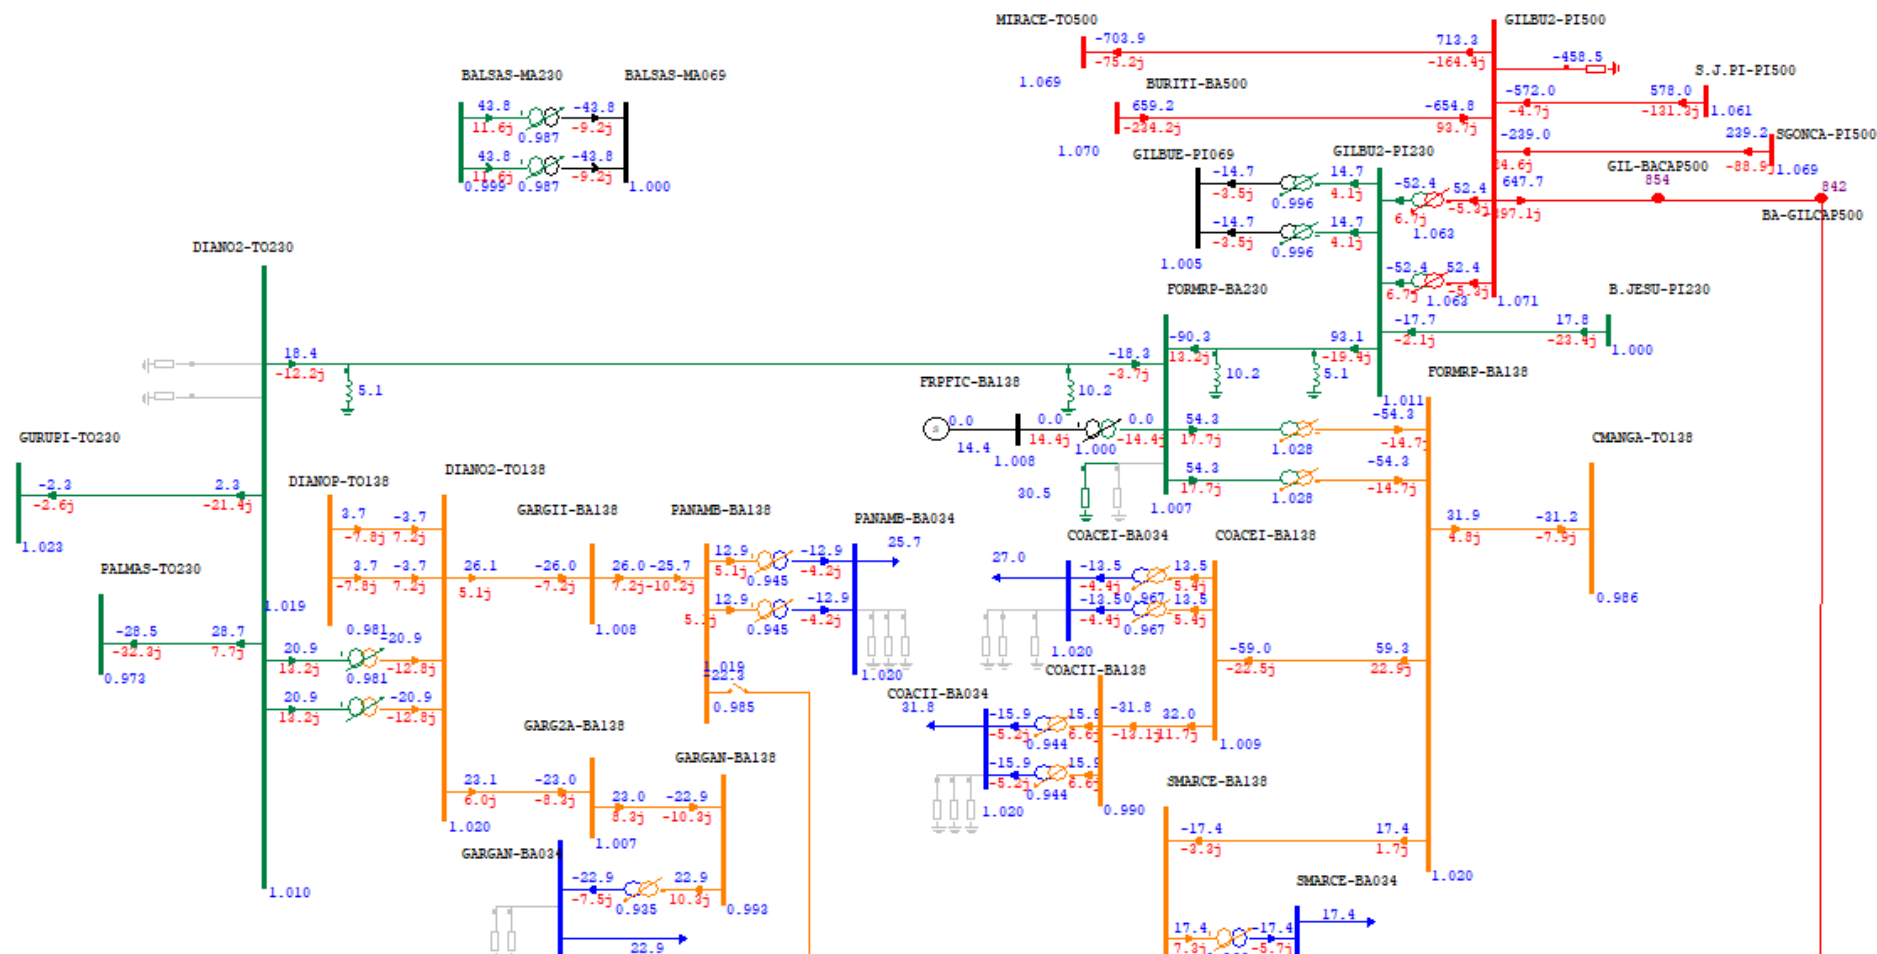 MIRACE-TO500
GILBU2-PI500
-703.9
713.3
-75.2j
-164.4j
-458.5
1.069
BURITI-BA500
S.J.PI-PI500
BALSAS-MA230
BALSAS-MA069
659.2
-654.8
-234.2j
93.7j
-572.0
578.0
-4.7j
-131.3j
1.061
43.8
-43.8
11.6j
-9.2j
0.987
43.8
-43.8
11.6j
-9.2j
0.999
0.987
1.000
1.070
-239.0
239.2
SGONCA-PI500
-88.9j
1.069
GILBUE-PI069
GILBU2-PI230
GIL-BACAP500
854
842
BA-GILCAP500
647.7
-14.7
14.7
-3.5j
4.1j
0.996
-52.4
52.4
6.7j
-5.3j
1.063
-14.7
14.7
-3.5j
4.1j
0.996
1.005
-52.4
52.4
6.7j
-5.3j
1.063
1.071
DIANO2-TO230
FORMRP-BA230
B.JESU-PI230
-17.7
17.8
-2.1j
-23.4j
1.000
18.4
-18.3
-12.2j
-3.7j
5.1
10.2
-90.3
93.1
13.2j
-19.4j
10.2
5.1
1.011
FORMRP-BA138
FRPFIC-BA138
0.0
0.0
0.0
14.4
14.4j
-14.4j
1.008
1.000
54.3
-54.3
17.7j
-14.7j
1.028
54.3
-54.3
17.7j
-14.7j
1.028
30.5
1.007
CMANGA-TO138
31.9
-31.2
4.8j
-7.9j
0.986
GURUPI-TO230
-2.3
2.3
-2.6j
-21.4j
1.023
DIANOP-TO138
DIANO2-TO138
3.7
-3.7
-7.8j
7.2j
3.7
-3.7
-7.8j
7.2j
1.019
GARGII-BA138
PANAMB-BA138
PANAMB-BA034
26.1
-26.0
5.1j
-7.2j
26.0
-25.7
7.2j
-10.2j
1.008
12.9
-12.9
5.1j
-4.2j
0.945
25.7
12.9
-12.9
-4.2j
0.945
1.020
1.019
22.3
0.985
COACEI-BA034
COACEI-BA138
27.0
-13.5
13.5
-4.4j
5.4j
0.967
-13.5
13.5
-4.4j
5.4j
0.967
1.020
PALMAS-TO230
-28.5
28.7
-32.3j
7.7j
0.973
20.9
-20.9
13.2j
-12.8j
0.981
20.9
-20.9
13.2j
-12.8j
0.981
-59.0
59.3
-22.5j
22.9j
COACII-BA034
COACII-BA138
31.8
-15.9
15.9
-5.2j
6.6j
0.944
-31.8
32.0
-13.1j
11.7j
1.009
-15.9
15.9
-5.2j
6.6j
0.944
1.020
0.990
GARG2A-BA138
GARGAN-BA138
23.1
-23.0
6.0j
-8.3j
23.0
-22.9
8.3j
-10.3j
1.020
1.007
GARGAN-BA034
-22.9
22.9
-7.5j
10.3j
0.935
0.993
22.9
1.010
SMARCE-BA138
-17.4
17.4
-3.3j
1.7j
1.020
SMARCE-BA034
17.4
17.4
-17.4
7.3j
-5.7j